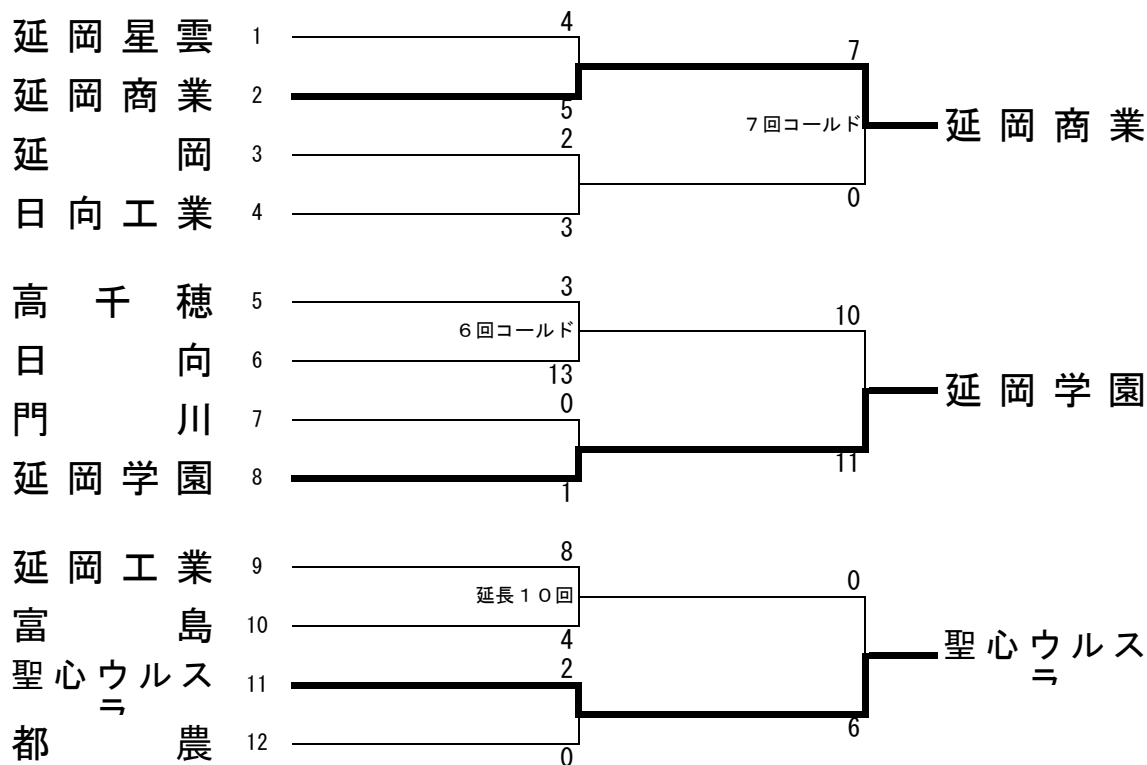 延岡星雲 1 4
7
延岡商業 2 5
7回コールド 延岡商業
延岡 3 2
0
日向工業 4 3
高千穂 5 3
6回コールド 10
日向 6 13
延岡学園
門川 7 0
11
延岡学園 8 1
延岡工業 9 8
延長10回 0
富島 10 4
聖心ウルス
ラ
聖心ウルス 11 2
ラ
6
都農 12 0